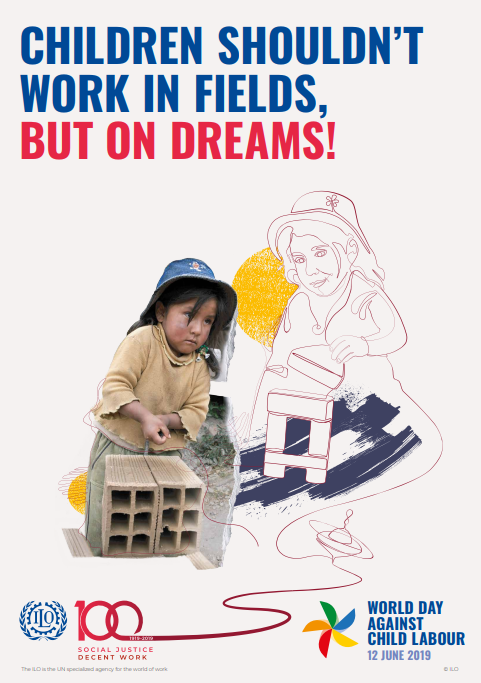 CHILDREN SHOULDN'T
WORK IN FIELDS,
BUT ON DREAMS!
ILO
100
1919-2019
SOCIAL JUSTICE
DECENT WORK
WORLD DAY
AGAINST
CHILD LABOUR
12 JUNE 2019
The ILO is the UN specialized agency for the world of work
© ILO